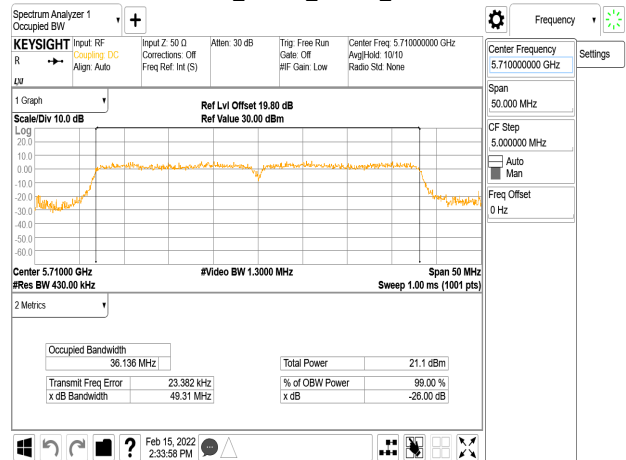 Spectrum Analyzer 1
Occupied BW
Frequency
KEYSIGHT
R
LXI
Input: RF
Coupling: DC
Align: Auto
Input Z: 50 Ω
Corrections: Off
Freq Ref: Int (S)
Atten: 30 dB
Trig: Free Run
Gate: Off
#IF Gain: Low
Center Freq: 5.710000000 GHz
Avg|Hold: 10/10
Radio Std: None
Center Frequency
5.710000000 GHz
Settings
Span
50.000 MHz
CF Step
5.000000 MHz
Auto
Man
Freq Offset
0 Hz
1 Graph
Scale/Div 10.0 dB
Ref Lvl Offset 19.80 dB
Ref Value 30.00 dBm
Log
20.0
10.0
0.00
-10.0
-20.0
-30.0
-40.0
-50.0
-60.0
Center 5.71000 GHz
#Res BW 430.00 kHz
#Video BW 1.3000 MHz
Span 50 MHz
Sweep 1.00 ms (1001 pts)
2 Metrics
Occupied Bandwidth
36.136 MHz
Transmit Freq Error 23.382 kHz
x dB Bandwidth 49.31 MHz
Total Power 21.1 dBm
% of OBW Power 99.00 %
x dB -26.00 dB
?
Feb 15, 2022
2:33:58 PM